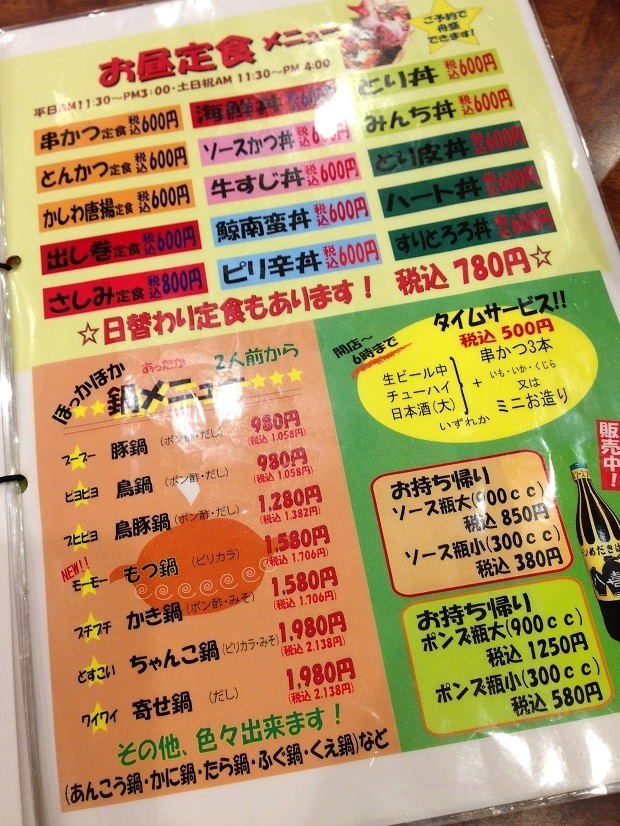 お昼定食メニュー
ご予約で
舟盛
できます!
平日AM11:30~PM3:00・土日祝AM 11:30~PM 4:00
串かつ定食 税込600円
とんかつ定食 税込600円
かしわ唐揚定食 税込600円
出し巻定食 税込600円
さしみ定食 税込800円
海鮮丼 税込600円
ソースかつ丼 税込600円
牛すじ丼 税込600円
鯨南蛮丼 税込600円
ピリ辛丼 税込600円
とり丼 税込600円
みんち丼 税込600円
とり皮丼 税込600円
ハート丼 税込600円
すりとろろ丼 税込600円
☆日替わり定食もあります! 税込 780円☆
ほっかほか
あったか
2人前から
鍋メニュー
ブーブー 豚鍋 (ポン酢・だし) 980円
(税込 1.058円)
ピヨピヨ 鳥鍋 (ポン酢・だし) 980円
(税込 1.058円)
ブヒピヨ 鳥豚鍋 (ポン酢・だし) 1,280円
(税込 1.382円)
NEW!!
モーモー もつ鍋 (ピリカラ) 1,580円
(税込 1.706円)
プチプチ かき鍋 (ポン酢・みそ) 1,580円
(税込 1.706円)
どすこい ちゃんこ鍋 (ピリカラ・みそ) 1,980円
(税込 2.138円)
ワイワイ 寄せ鍋 (だし) 1,980円
(税込 2.138円)
その他、色々出来ます!
(あんこう鍋・かに鍋・たら鍋・ふぐ鍋・くえ鍋)など
開店~
6時まで
タイムサービス!!
税込 500円
生ビール中
チューハイ
日本酒(大)
いずれか
+
串かつ3本
いも・いか・くじら
又は
ミニお造り
販売中!
お持ち帰り
ソース瓶大(900cc)
税込 850円
ソース瓶小(300cc)
税込 380円
お持ち帰り
ポンズ瓶大(900cc)
税込 1250円
ポンズ瓶小(300cc)
税込 580円